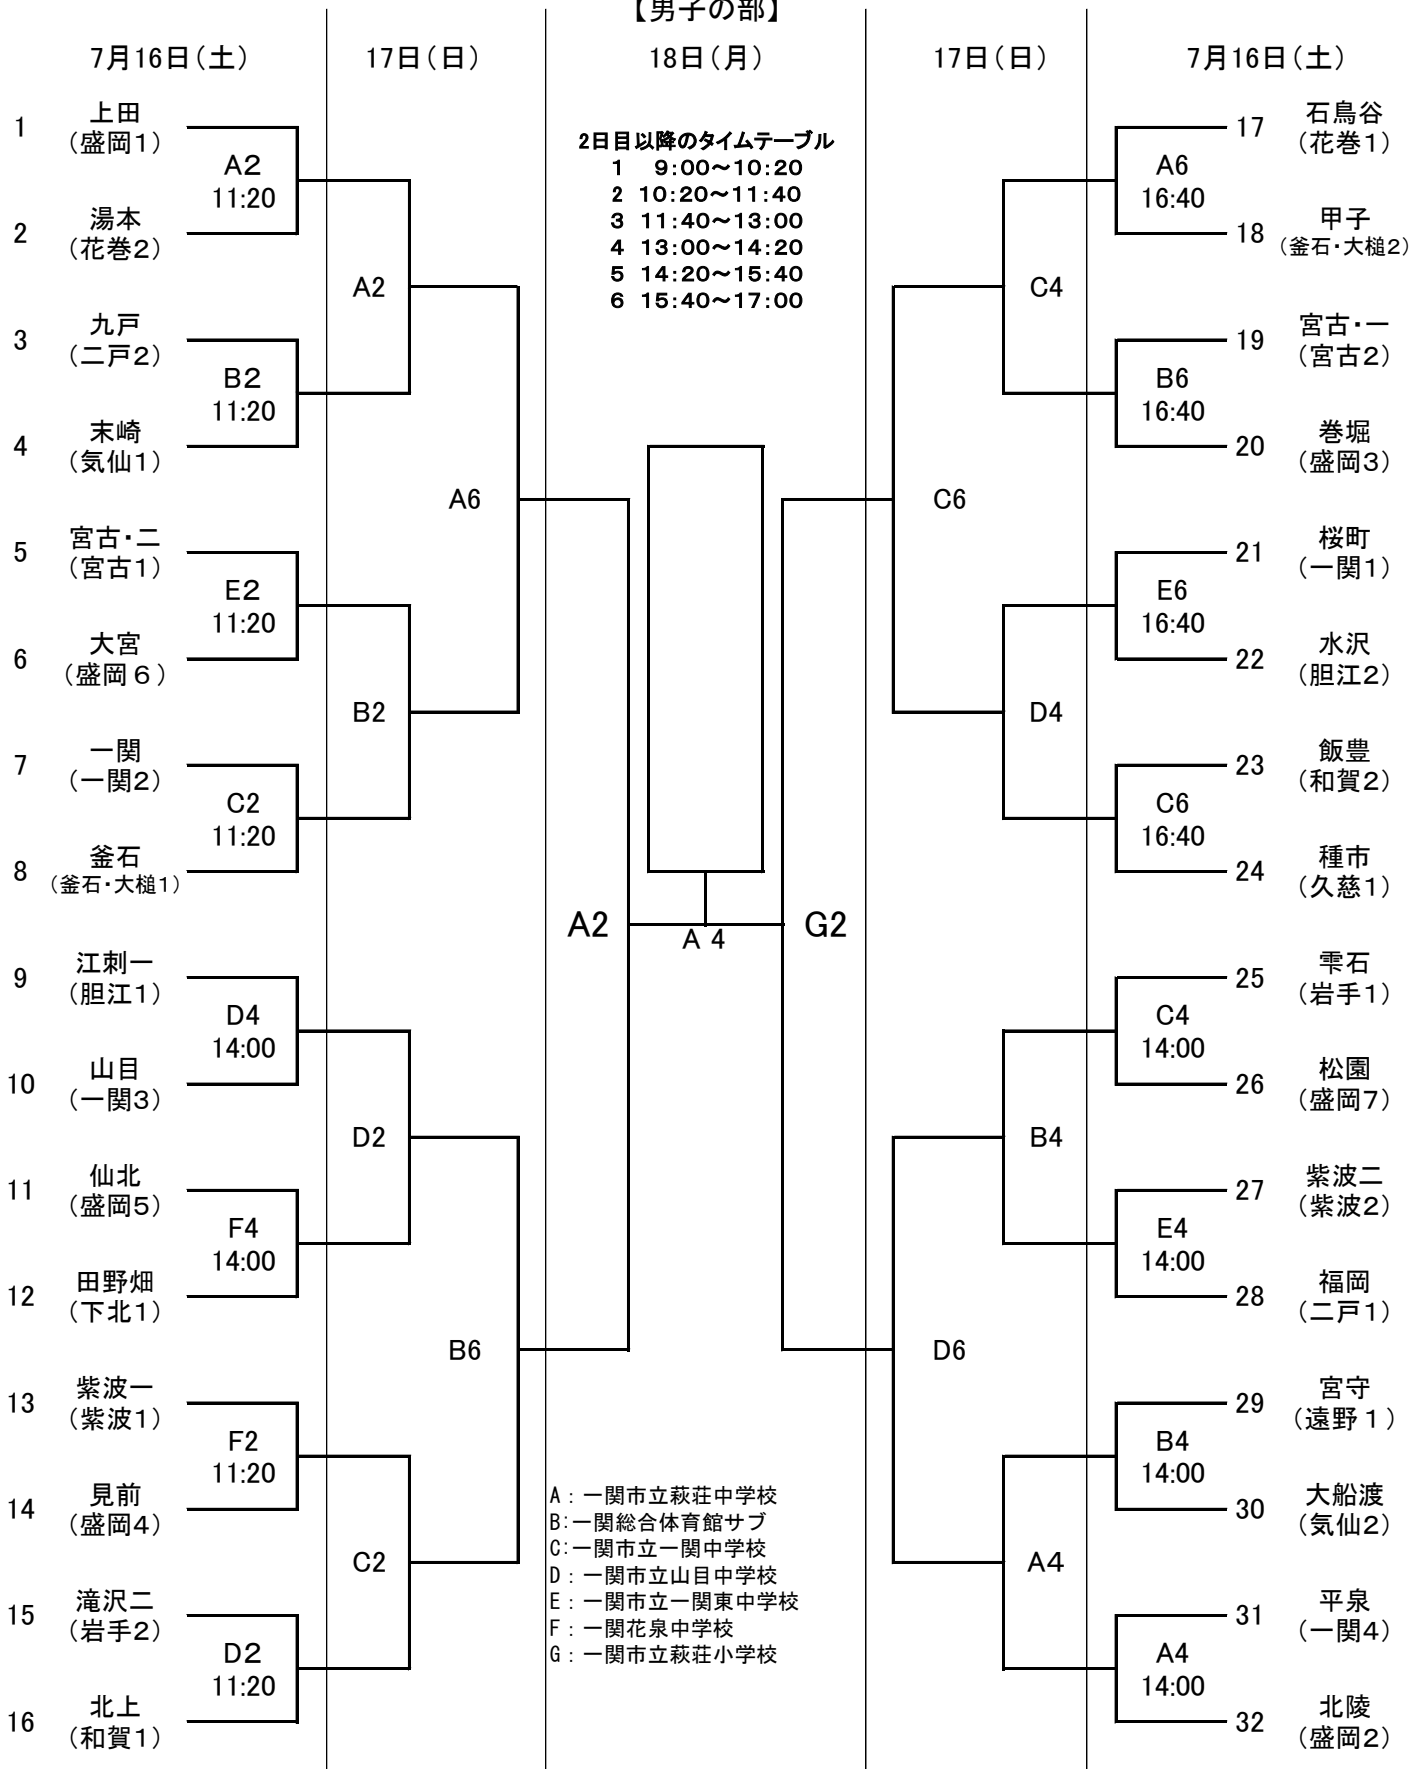 【男子の部】
7月16日(土)
17日(日)
18日(月)
17日(日)
7月16日(土)
2日目以降のタイムテーブル
1 9:00～10:20
2 10:20～11:40
3 11:40～13:00
4 13:00～14:20
5 14:20～15:40
6 15:40～17:00
1 上田
(盛岡1)
A2
11:20
2 湯本
(花巻2)
A2
3 九戸
(二戸2)
B2
11:20
4 末崎
(気仙1)
A6
5 宮古・二
(宮古1)
E2
11:20
6 大宮
(盛岡6)
B2
7 一関
(一関2)
C2
11:20
8 釜石
(釜石・大槌1)
A2
9 江刺一
(胆江1)
D4
14:00
10 山目
(一関3)
D2
11 仙北
(盛岡5)
F4
14:00
12 田野畑
(下北1)
B6
13 紫波一
(紫波1)
F2
11:20
14 見前
(盛岡4)
C2
15 滝沢二
(岩手2)
D2
11:20
16 北上
(和賀1)
A 4
G2
17 石鳥谷
(花巻1)
A6
16:40
18 甲子
(釜石・大槌2)
C4
19 宮古・一
(宮古2)
B6
16:40
20 巻堀
(盛岡3)
C6
21 桜町
(一関1)
E6
16:40
22 水沢
(胆江2)
D4
23 飯豊
(和賀2)
C6
16:40
24 種市
(久慈1)
25 雫石
(岩手1)
C4
14:00
26 松園
(盛岡7)
B4
27 紫波二
(紫波2)
E4
14:00
28 福岡
(二戸1)
D6
29 宮守
(遠野1)
B4
14:00
30 大船渡
(気仙2)
A4
31 平泉
(一関4)
A4
14:00
32 北陵
(盛岡2)
A：一関市立萩荘中学校
B:一関総合体育館サブ
C:一関市立一関中学校
D：一関市立山目中学校
E：一関市立一関東中学校
F：一関花泉中学校
G：一関市立萩荘小学校